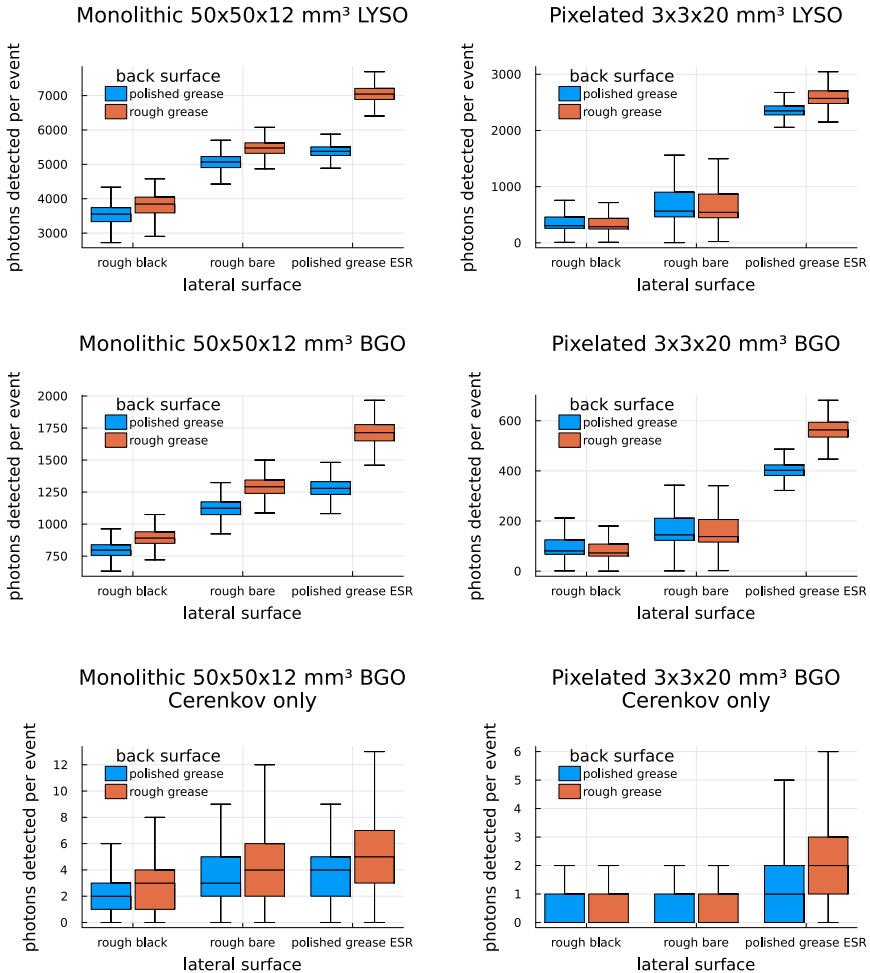 Monolithic 50x50x12 mm³ LYSO
photons detected per event
7000
6000
5000
4000
3000
back surface
polished grease
rough grease
rough black
rough bare
polished grease ESR
lateral surface
Pixelated 3x3x20 mm³ LYSO
photons detected per event
3000
2000
1000
0
back surface
polished grease
rough grease
rough black
rough bare
polished grease ESR
lateral surface
Monolithic 50x50x12 mm³ BGO
photons detected per event
2000
1750
1500
1250
1000
750
back surface
polished grease
rough grease
rough black
rough bare
polished grease ESR
lateral surface
Pixelated 3x3x20 mm³ BGO
photons detected per event
600
400
200
0
back surface
polished grease
rough grease
rough black
rough bare
polished grease ESR
lateral surface
Monolithic 50x50x12 mm³ BGO
Cerenkov only
photons detected per event
12
10
8
6
4
2
0
back surface
polished grease
rough grease
rough black
rough bare
polished grease ESR
lateral surface
Pixelated 3x3x20 mm³ BGO
Cerenkov only
photons detected per event
6
5
4
3
2
1
0
back surface
polished grease
rough grease
rough black
rough bare
polished grease ESR
lateral surface